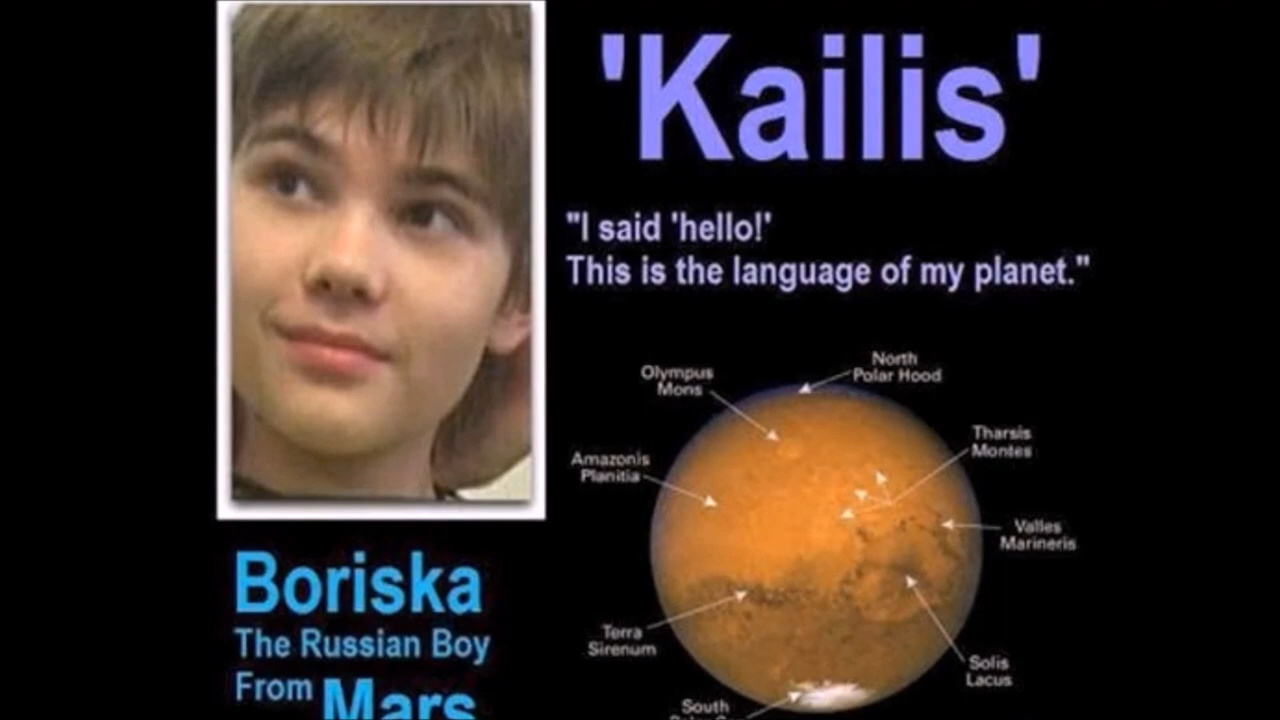 'Kailis'
"I said 'hello!'
This is the language of my planet."
Boriska
The Russian Boy
From Mars
North
Polar Hood
Olympus
Mons
Tharsis
Montes
Amazonis
Planitia
Valles
Marineris
Terra
Sirenum
Solis
Lacus
South